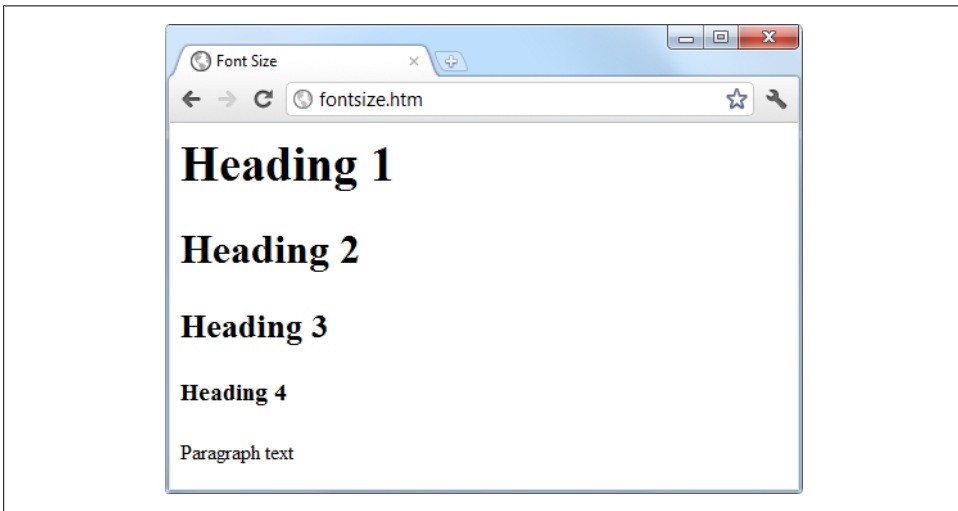 Font Size
fontsize.htm
Heading 1
Heading 2
Heading 3
Heading 4
Paragraph text